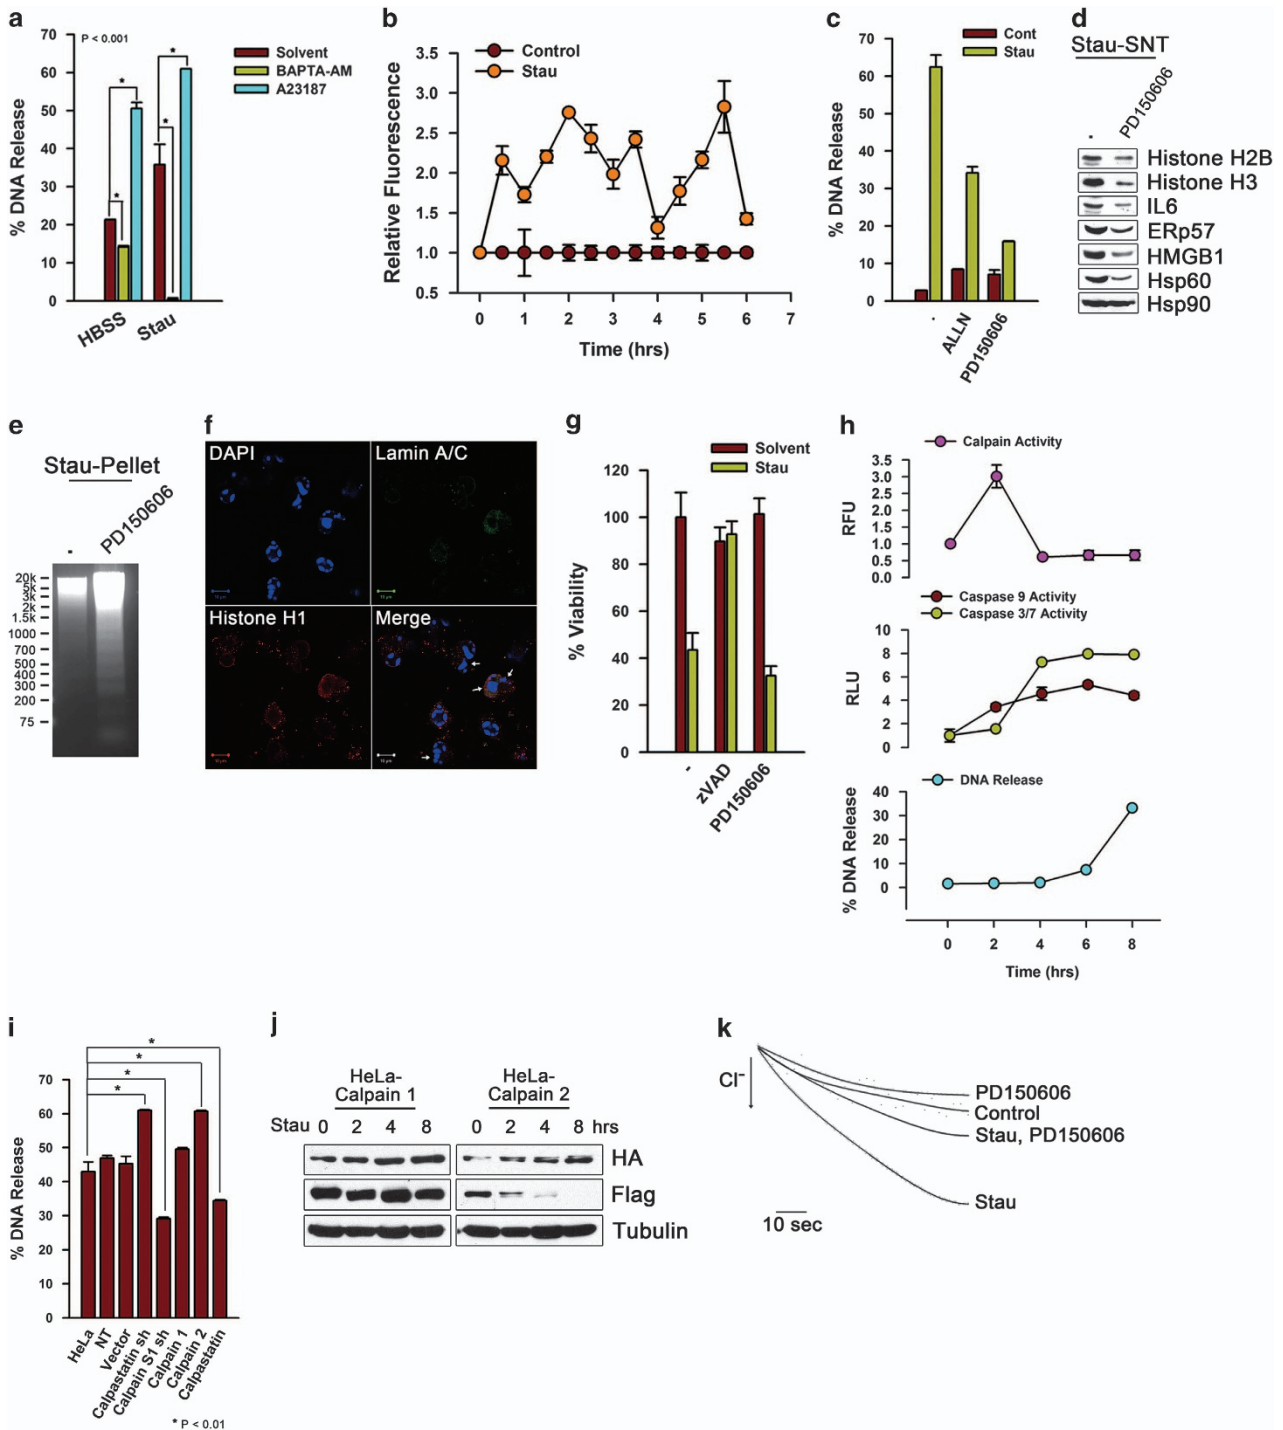 a
P < 0.001
Solvent
BAPTA-AM
A23187
% DNA Release
70
60
50
40
30
20
10
0
*
*
*
*
HBSS
Stau
b
Control
Stau
Relative Fluorescence
3.5
3.0
2.5
2.0
1.5
1.0
0.5
0 1 2 3 4 5 6 7
Time (hrs)
c
Cont
Stau
% DNA Release
70
60
50
40
30
20
10
0
-
ALLN
PD150606
d
Stau-SNT
-
PD150606
Histone H2B
Histone H3
IL6
ERp57
HMGB1
Hsp60
Hsp90
e
Stau-Pellet
-
PD150606
20k
5k
3k
2k
1.5k
1000
700
500
400
300
200
75
f
DAPI
Lamin A/C
Histone H1
Merge
g
Solvent
Stau
% Viability
120
100
80
60
40
20
0
-
zVAD
PD150606
h
Calpain Activity
RFU
3.5
3.0
2.5
2.0
1.5
1.0
0.5
0.0
Caspase 9 Activity
Caspase 3/7 Activity
RLU
10
8
6
4
2
0
DNA Release
% DNA Release
40
30
20
10
0
0 2 4 6 8
Time (hrs)
i
*
*
*
*
% DNA Release
70
60
50
40
30
20
10
0
HeLa
NT
Vector
Calpastatin sh
Calpain S1 sh
Calpain 1
Calpain 2
Calpastatin
* P < 0.01
j
HeLa-
Calpain 1
HeLa-
Calpain 2
Stau 0 2 4 8 0 2 4 8 hrs
HA
Flag
Tubulin
k
Cl⁻
PD150606
Control
Stau, PD150606
Stau
10 sec